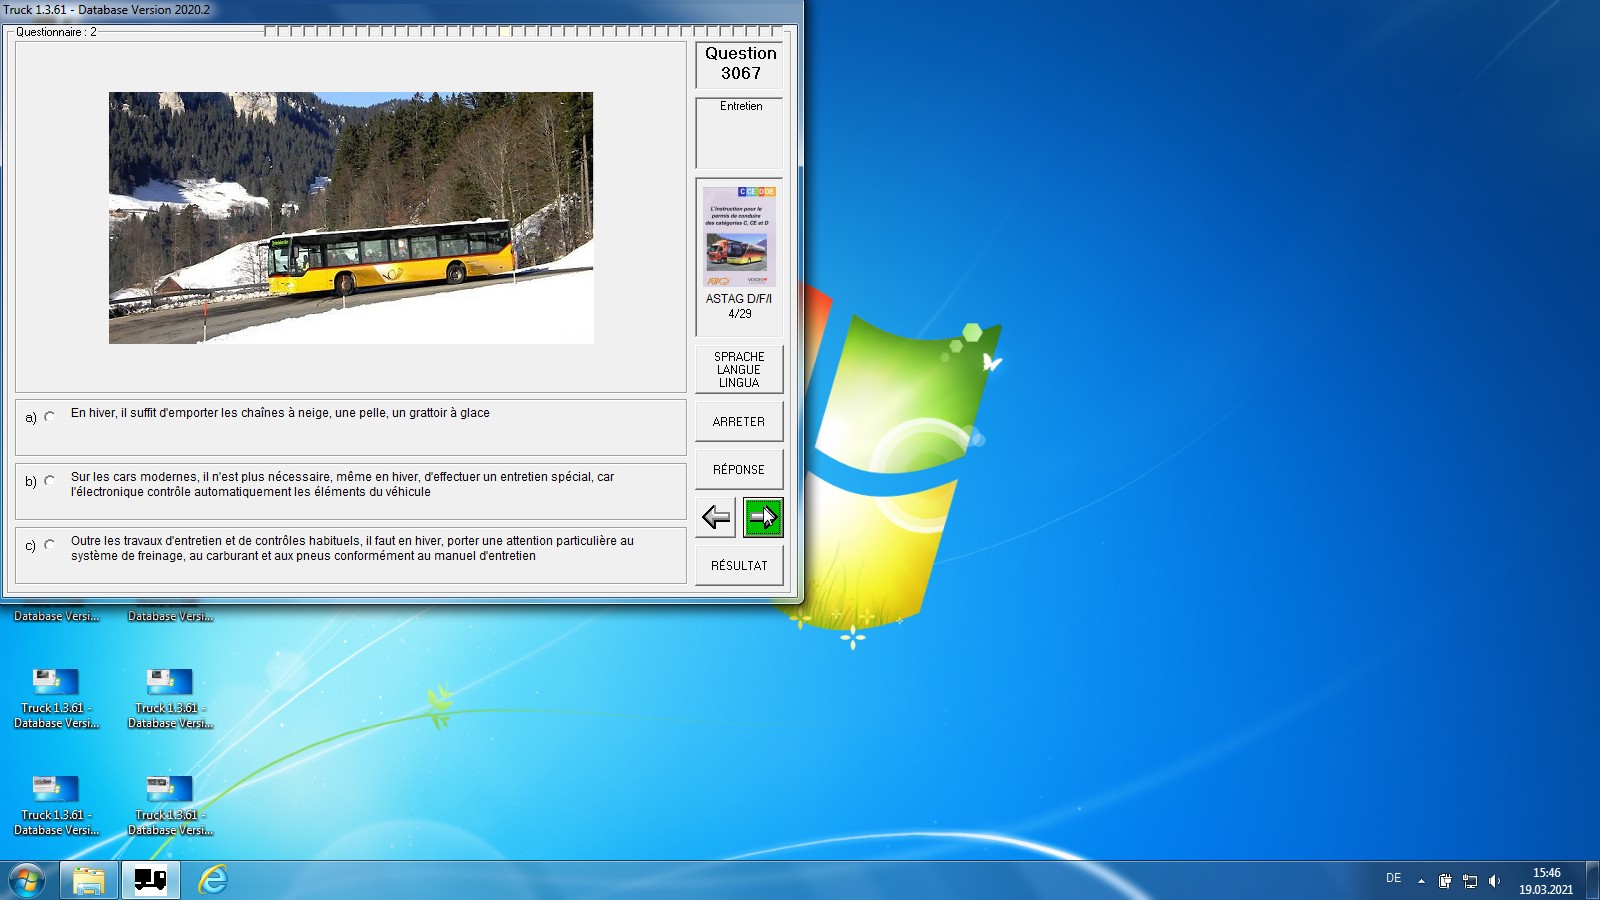 Truck 1.3.61 - Database Version 2020.2
Questionnaire : 2
Question
3067
Entretien
C CE D DE
L'instruction pour le
permis de conduire
des catégories C, CE et D
ASTAG D/F/I
4/29
SPRACHE
LANGUE
LINGUA
ARRETER
RÉPONSE
RÉSULTAT
a) En hiver, il suffit d'emporter les chaînes à neige, une pelle, un grattoir à glace
b) Sur les cars modernes, il n'est plus nécessaire, même en hiver, d'effectuer un entretien spécial, car
l'électronique contrôle automatiquement les éléments du véhicule
c) Outre les travaux d'entretien et de contrôles habituels, il faut en hiver, porter une attention particulière au
système de freinage, au carburant et aux pneus conformément au manuel d'entretien
Database Versi...
Database Versi...
Truck 1.3.61 -
Database Versi...
Truck 1.3.61 -
Database Versi...
Truck 1.3.61 -
Database Versi...
Truck 1.3.61 -
Database Versi...
DE
15:46
19.03.2021